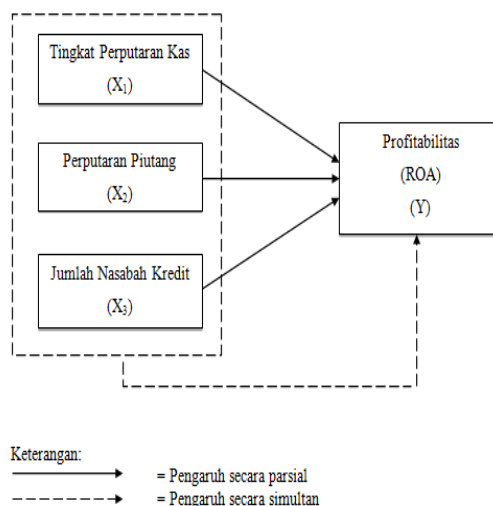 Tingkat Perputaran Kas
(X₁)
Perputaran Piutang
(X₂)
Jumlah Nasabah Kredit
(X₃)
Profitabilitas
(ROA)
(Y)
Keterangan:
= Pengaruh secara parsial
= Pengaruh secara simultan